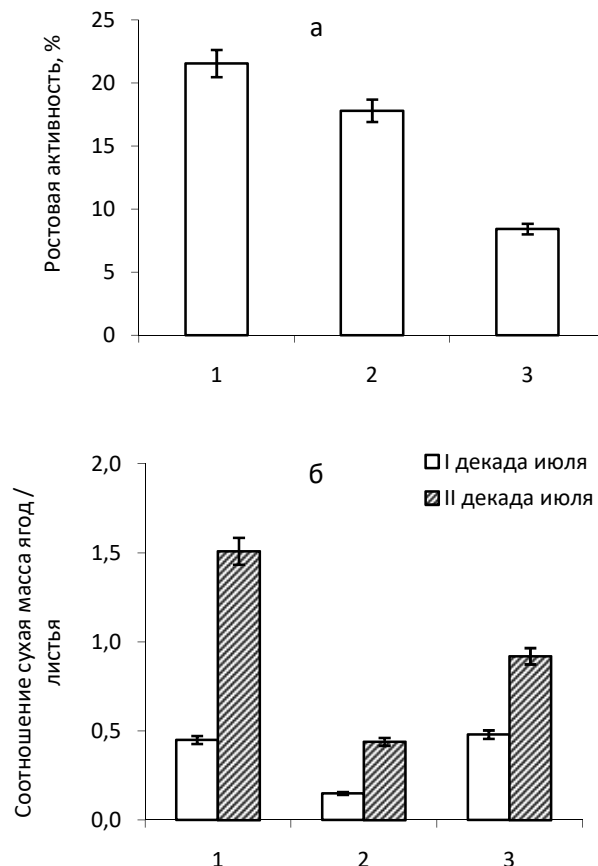 а
Ростовая активность, %
25
20
15
10
5
0
1 2 3
б
I декада июля
II декада июля
Соотношение сухая масса ягод /
листья
2,0
1,5
1,0
0,5
0,0
1 2 3